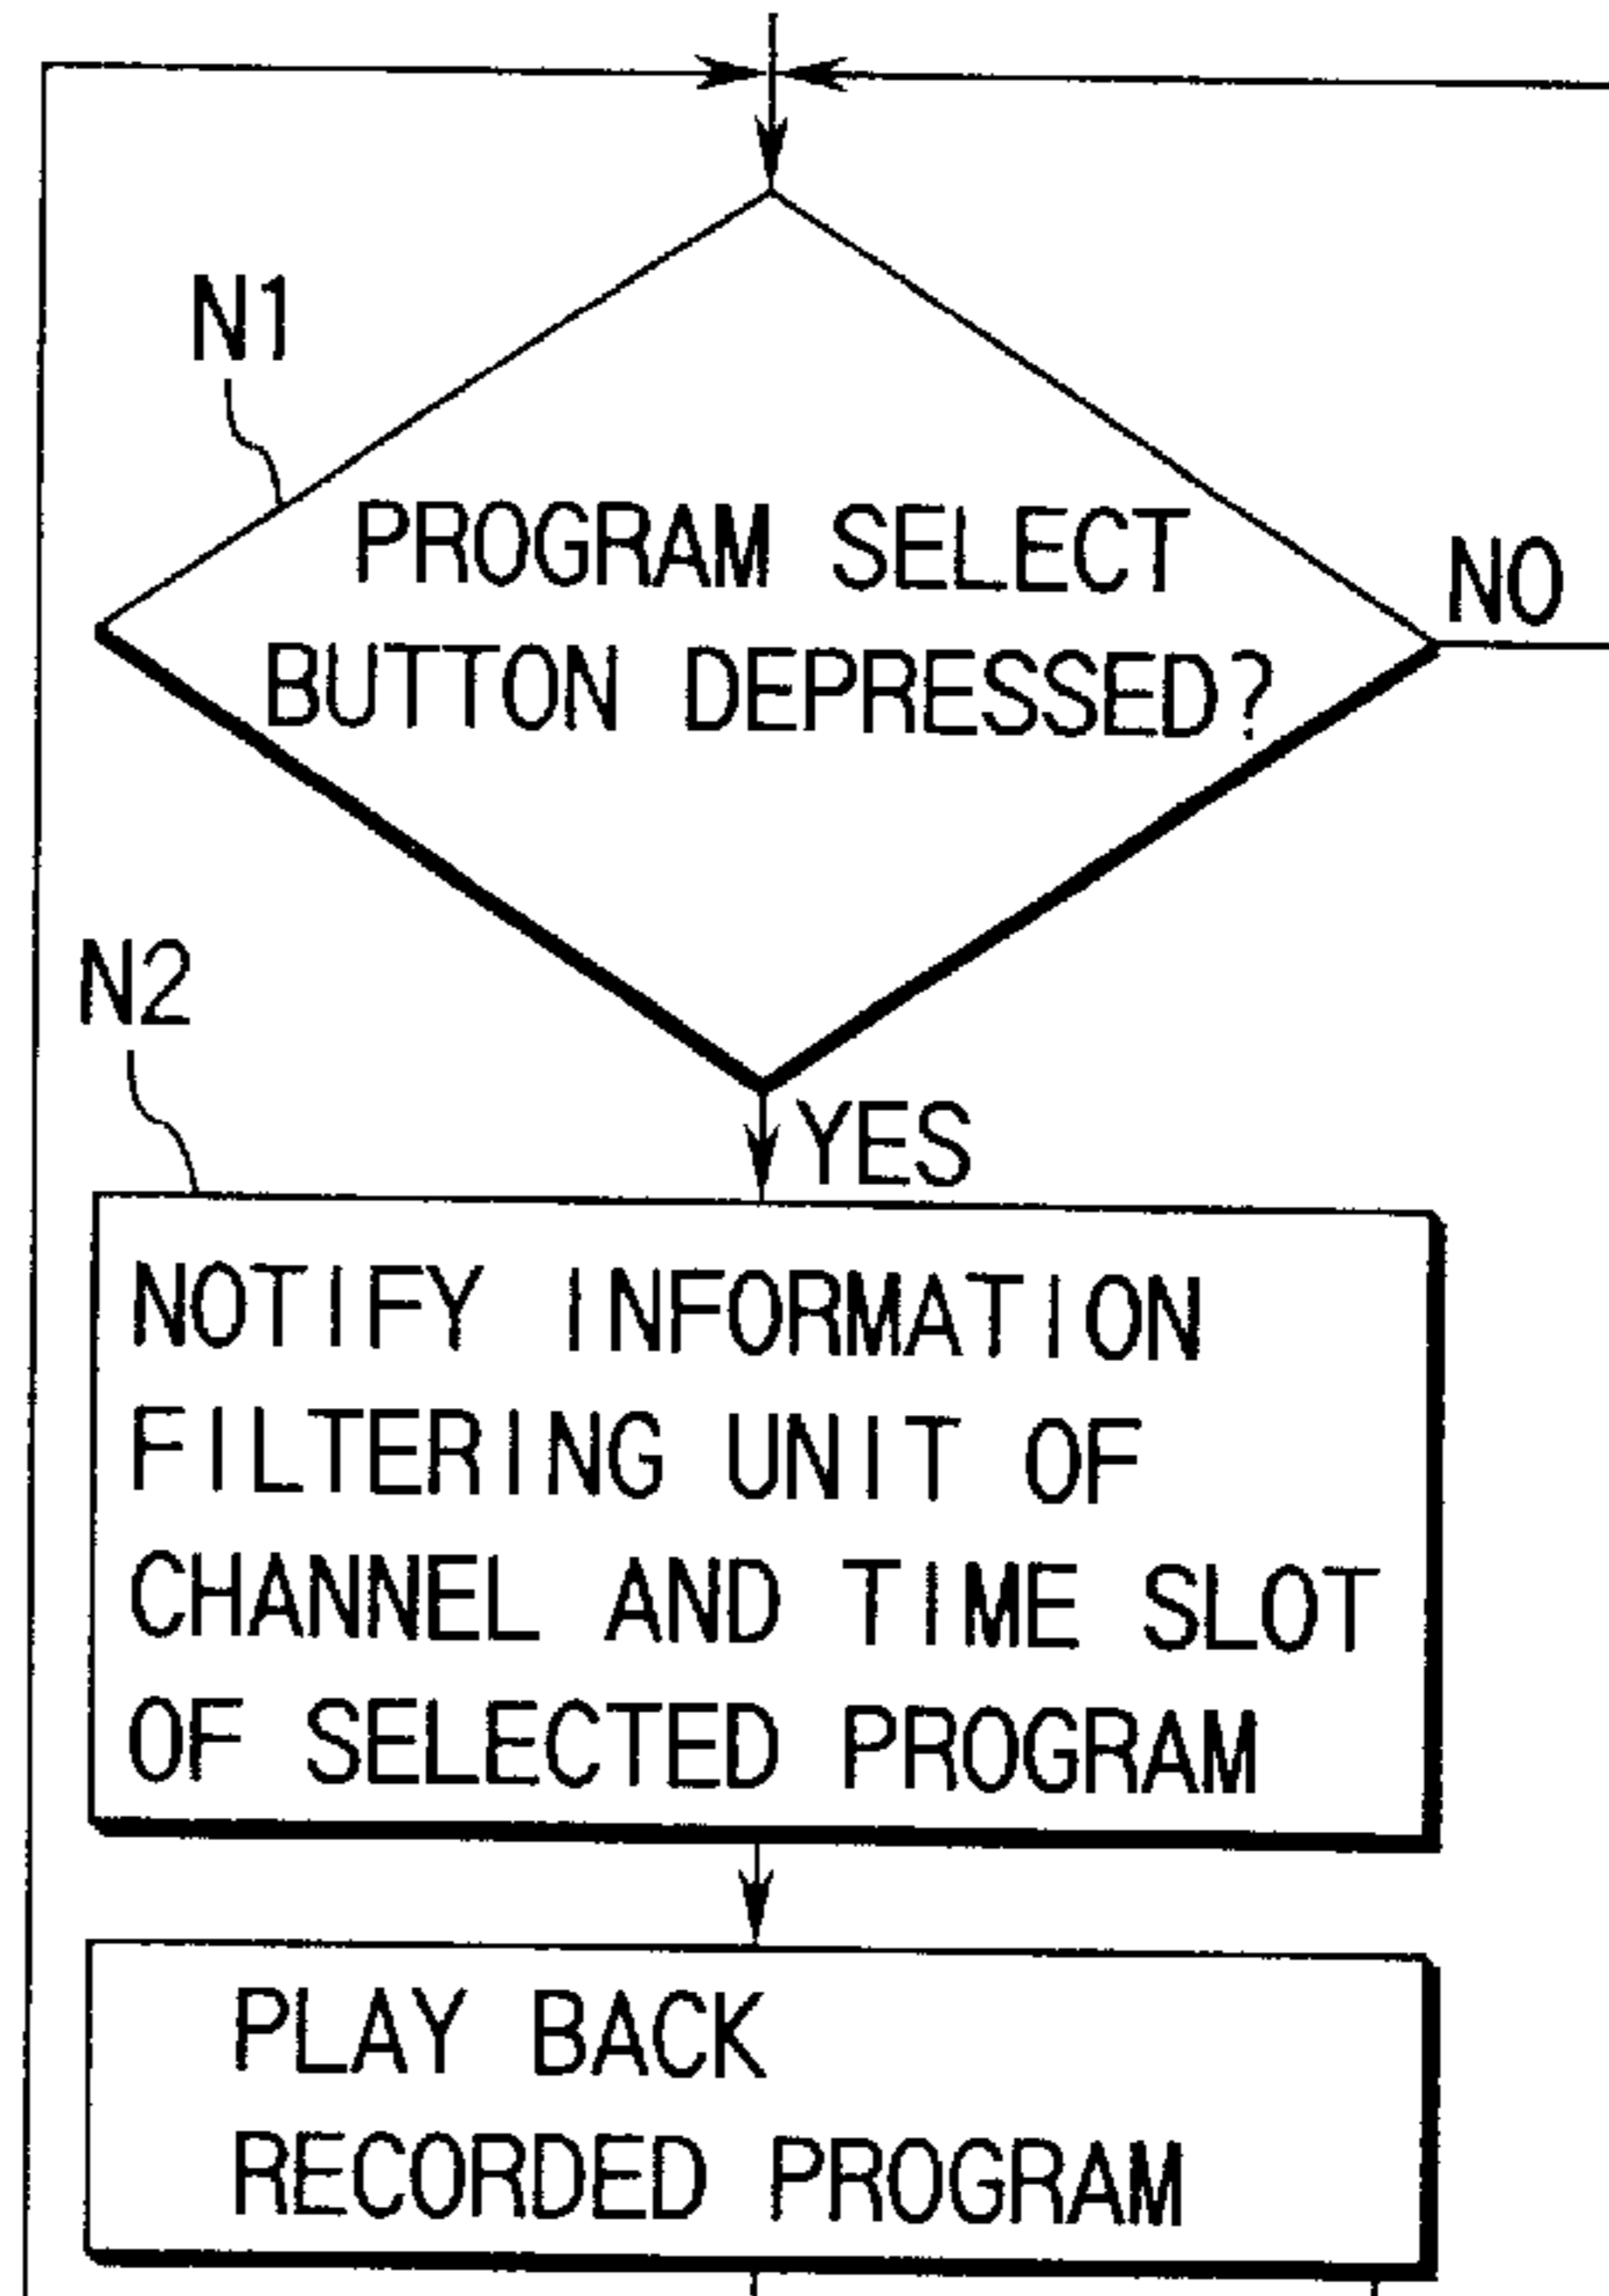 N1
PROGRAM SELECT
BUTTON DEPRESSED?
NO
N2
YES
NOTIFY INFORMATION
FILTERING UNIT OF
CHANNEL AND TIME SLOT
OF SELECTED PROGRAM
PLAY BACK
RECORDED PROGRAM